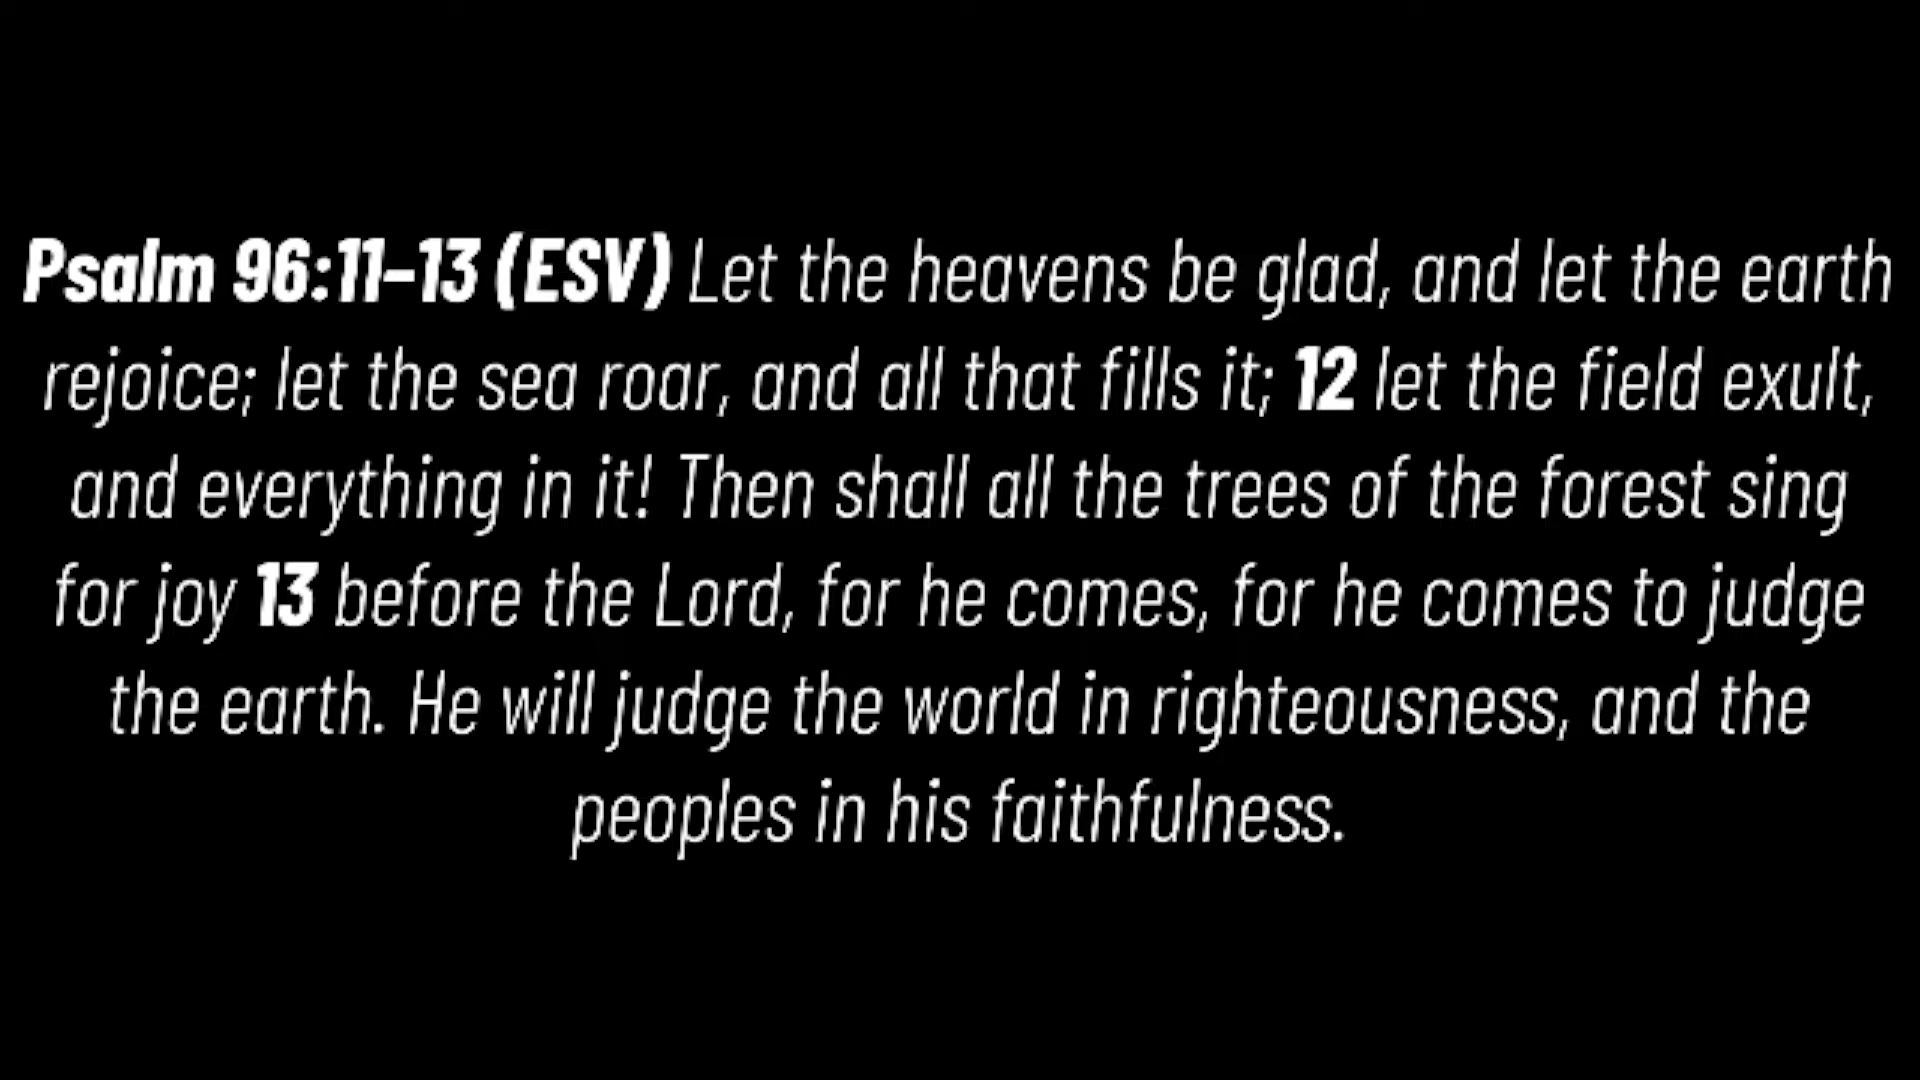 Psalm 96:11–13 (ESV) Let the heavens be glad, and let the earth
rejoice; let the sea roar, and all that fills it; 12 let the field exult,
and everything in it! Then shall all the trees of the forest sing
for joy 13 before the Lord, for he comes, for he comes to judge
the earth. He will judge the world in righteousness, and the
peoples in his faithfulness.